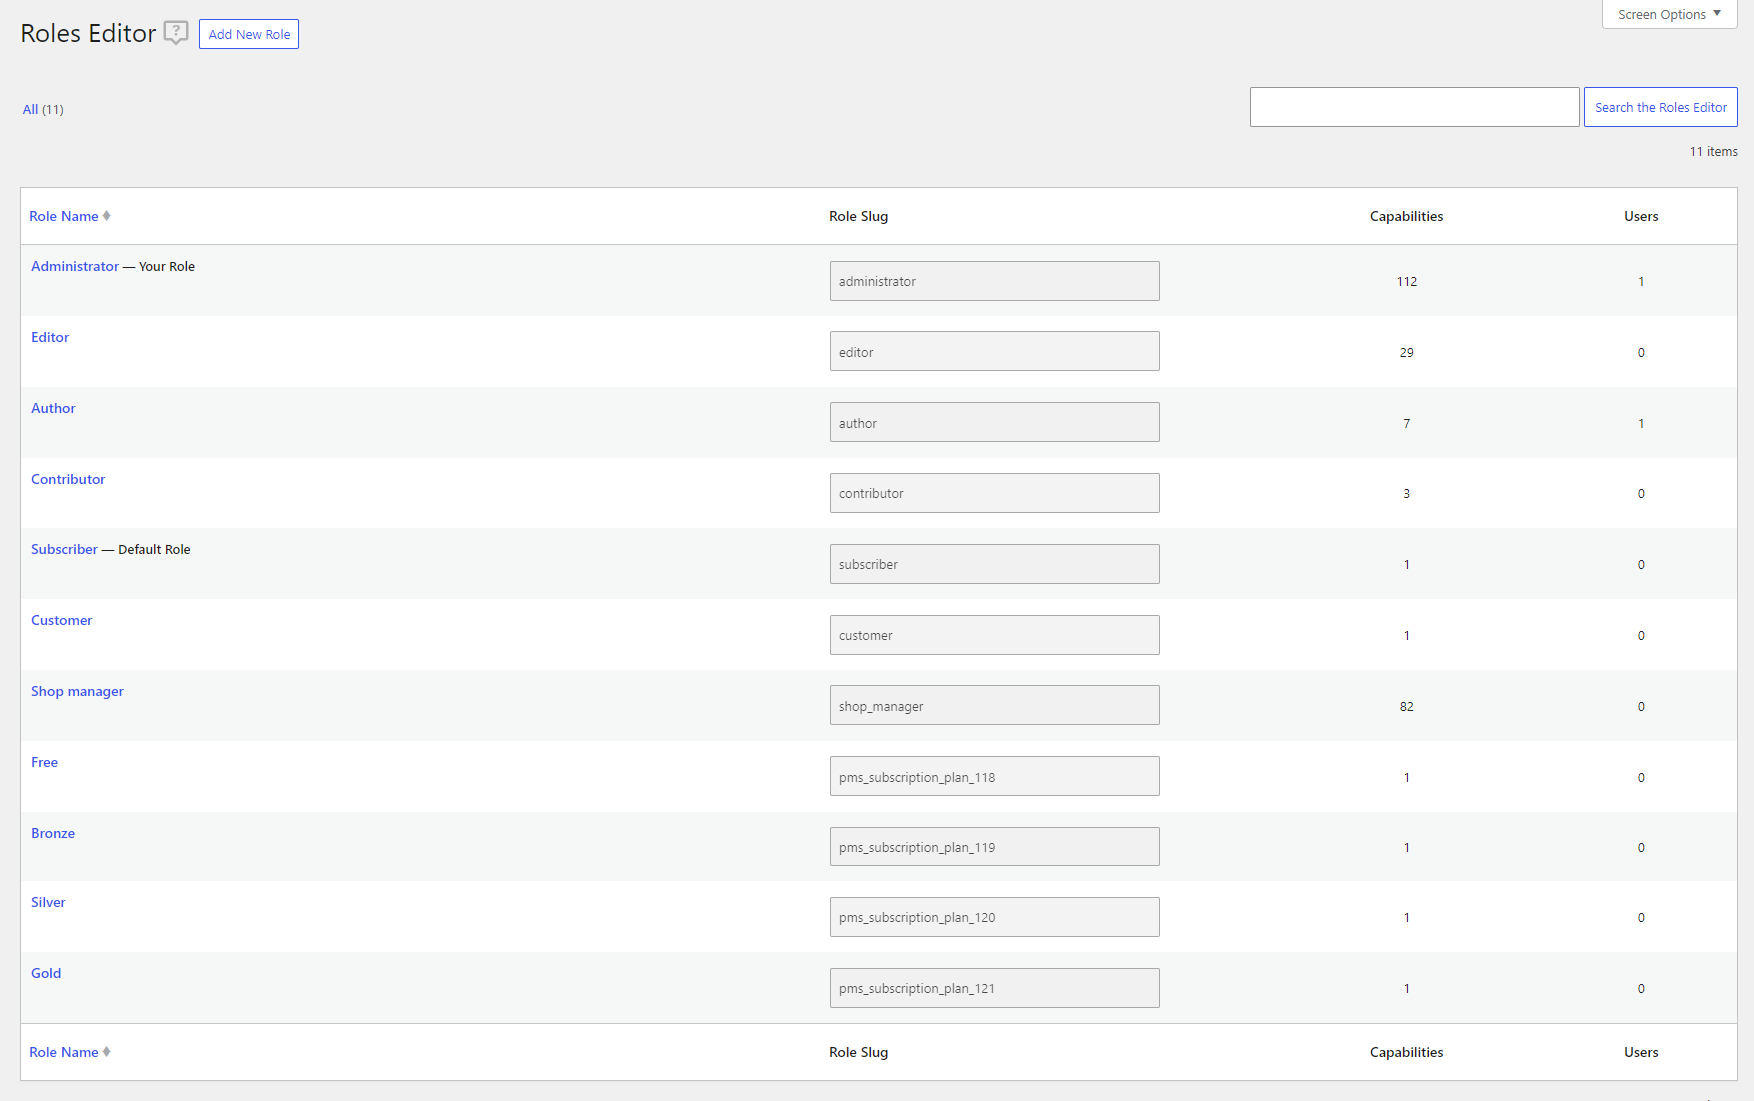 Screen Options
Roles Editor ? Add New Role
All (11)
Search the Roles Editor
11 items
Role Name Role Slug Capabilities Users
Administrator — Your Role administrator 112 1
Editor editor 29 0
Author author 7 1
Contributor contributor 3 0
Subscriber — Default Role subscriber 1 0
Customer customer 1 0
Shop manager shop_manager 82 0
Free pms_subscription_plan_118 1 0
Bronze pms_subscription_plan_119 1 0
Silver pms_subscription_plan_120 1 0
Gold pms_subscription_plan_121 1 0
Role Name Role Slug Capabilities Users